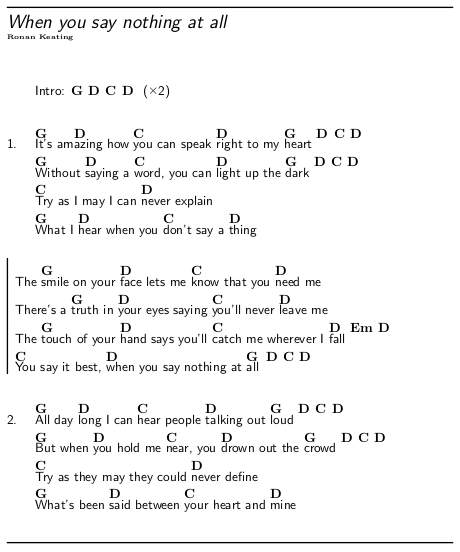 When you say nothing at all
Ronan Keating
Intro: G D C D (×2)
G D C D G D C D
1. It's amazing how you can speak right to my heart
G D C D G D C D
Without saying a word, you can light up the dark
C D
Try as I may I can never explain
G D C D
What I hear when you don't say a thing
G D C D
The smile on your face lets me know that you need me
G D C D
There's a truth in your eyes saying you'll never leave me
G D C D Em D
The touch of your hand says you'll catch me wherever I fall
C D G D C D
You say it best, when you say nothing at all
G D C D G D C D
2. All day long I can hear people talking out loud
G D C D G D C D
But when you hold me near, you drown out the crowd
C D
Try as they may they could never define
G D C D
What's been said between your heart and mine